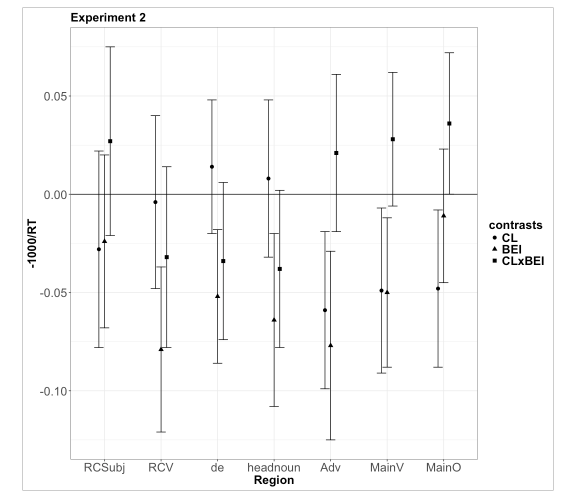 Experiment 2
0.05
0.00
-0.05
-0.10
-1000/RT
RCSubj RCV de headnoun Adv MainV MainO
Region
contrasts
CL
BEI
CLxBEI